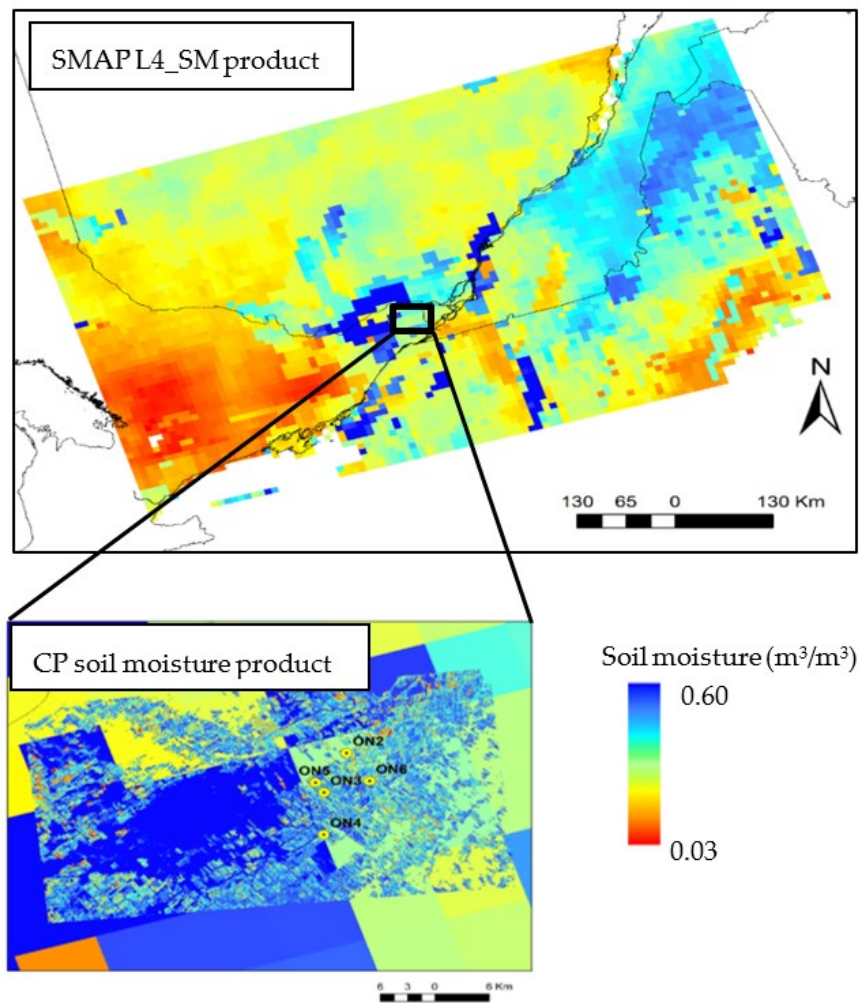 SMAP L4_SM product
N
130 65 0 130 Km
CP soil moisture product
Soil moisture (m³/m³)
0.60
0.03
ON2
ON5
ON6
ON3
ON4
6 3 0 6 Km